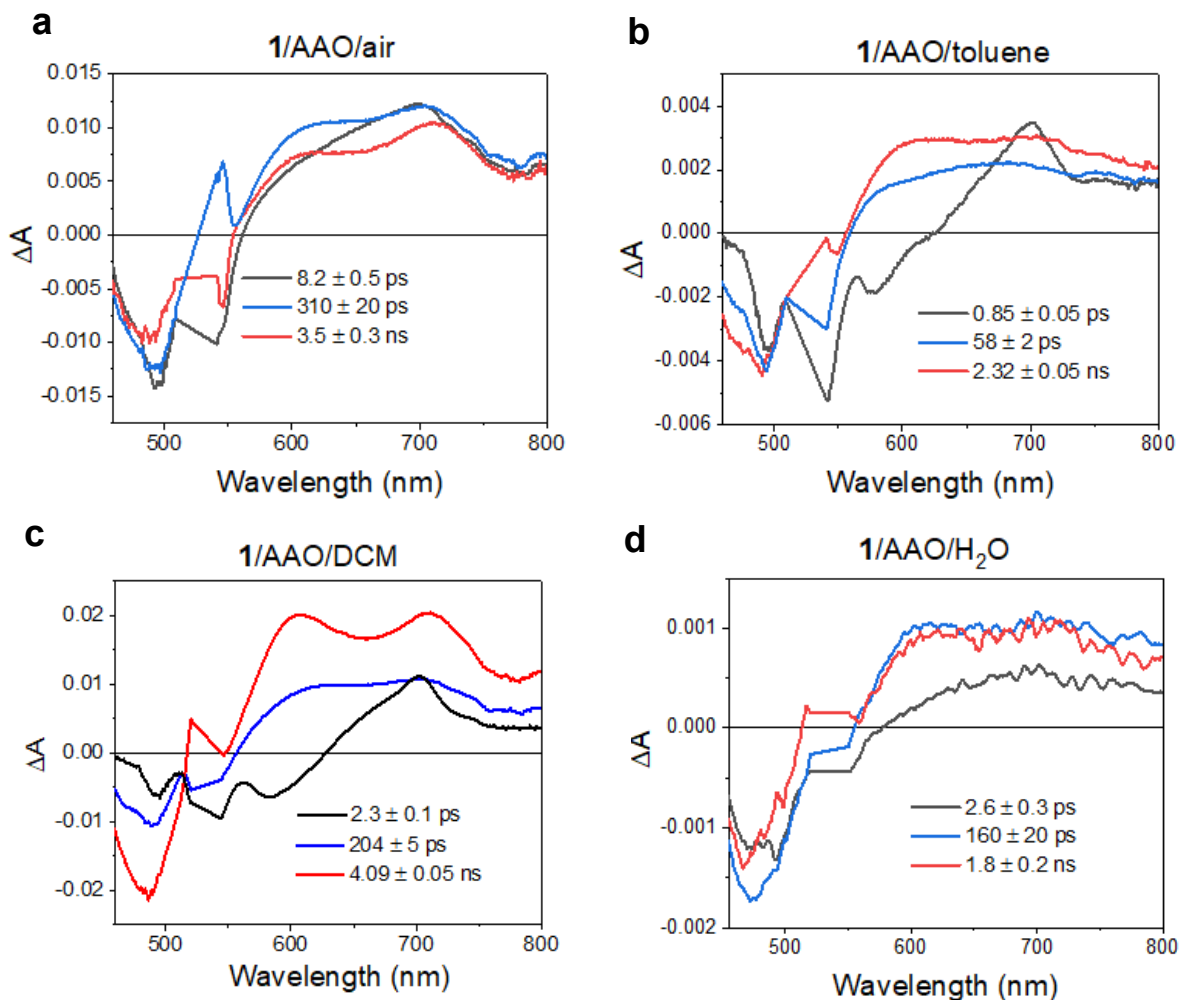 a
1/AAO/air
0.015
0.010
0.005
0.000
-0.005
-0.010
-0.015
ΔA
8.2 ± 0.5 ps
310 ± 20 ps
3.5 ± 0.3 ns
500
600
700
800
Wavelength (nm)
b
1/AAO/toluene
0.004
0.002
0.000
-0.002
-0.004
-0.006
ΔA
0.85 ± 0.05 ps
58 ± 2 ps
2.32 ± 0.05 ns
500
600
700
800
Wavelength (nm)
c
1/AAO/DCM
0.02
0.01
0.00
-0.01
-0.02
ΔA
2.3 ± 0.1 ps
204 ± 5 ps
4.09 ± 0.05 ns
500
600
700
800
Wavelength (nm)
d
1/AAO/H₂O
0.001
0.000
-0.001
-0.002
ΔA
2.6 ± 0.3 ps
160 ± 20 ps
1.8 ± 0.2 ns
500
600
700
800
Wavelength (nm)